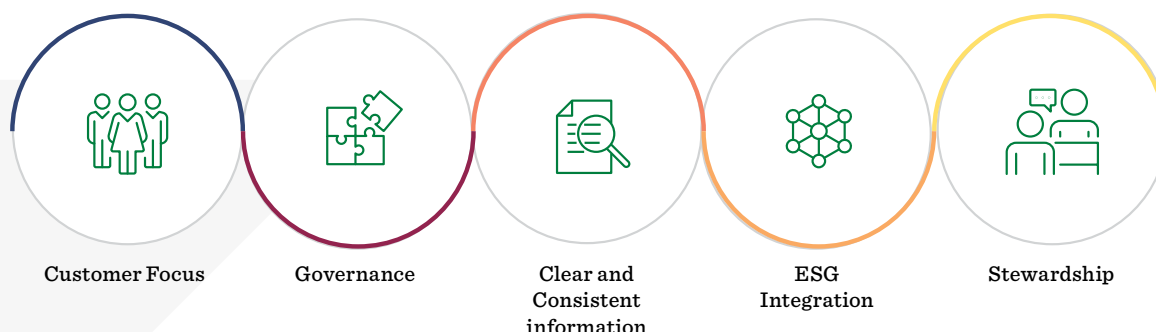 Customer Focus
Governance
Clear and
Consistent
information
ESG
Integration
Stewardship